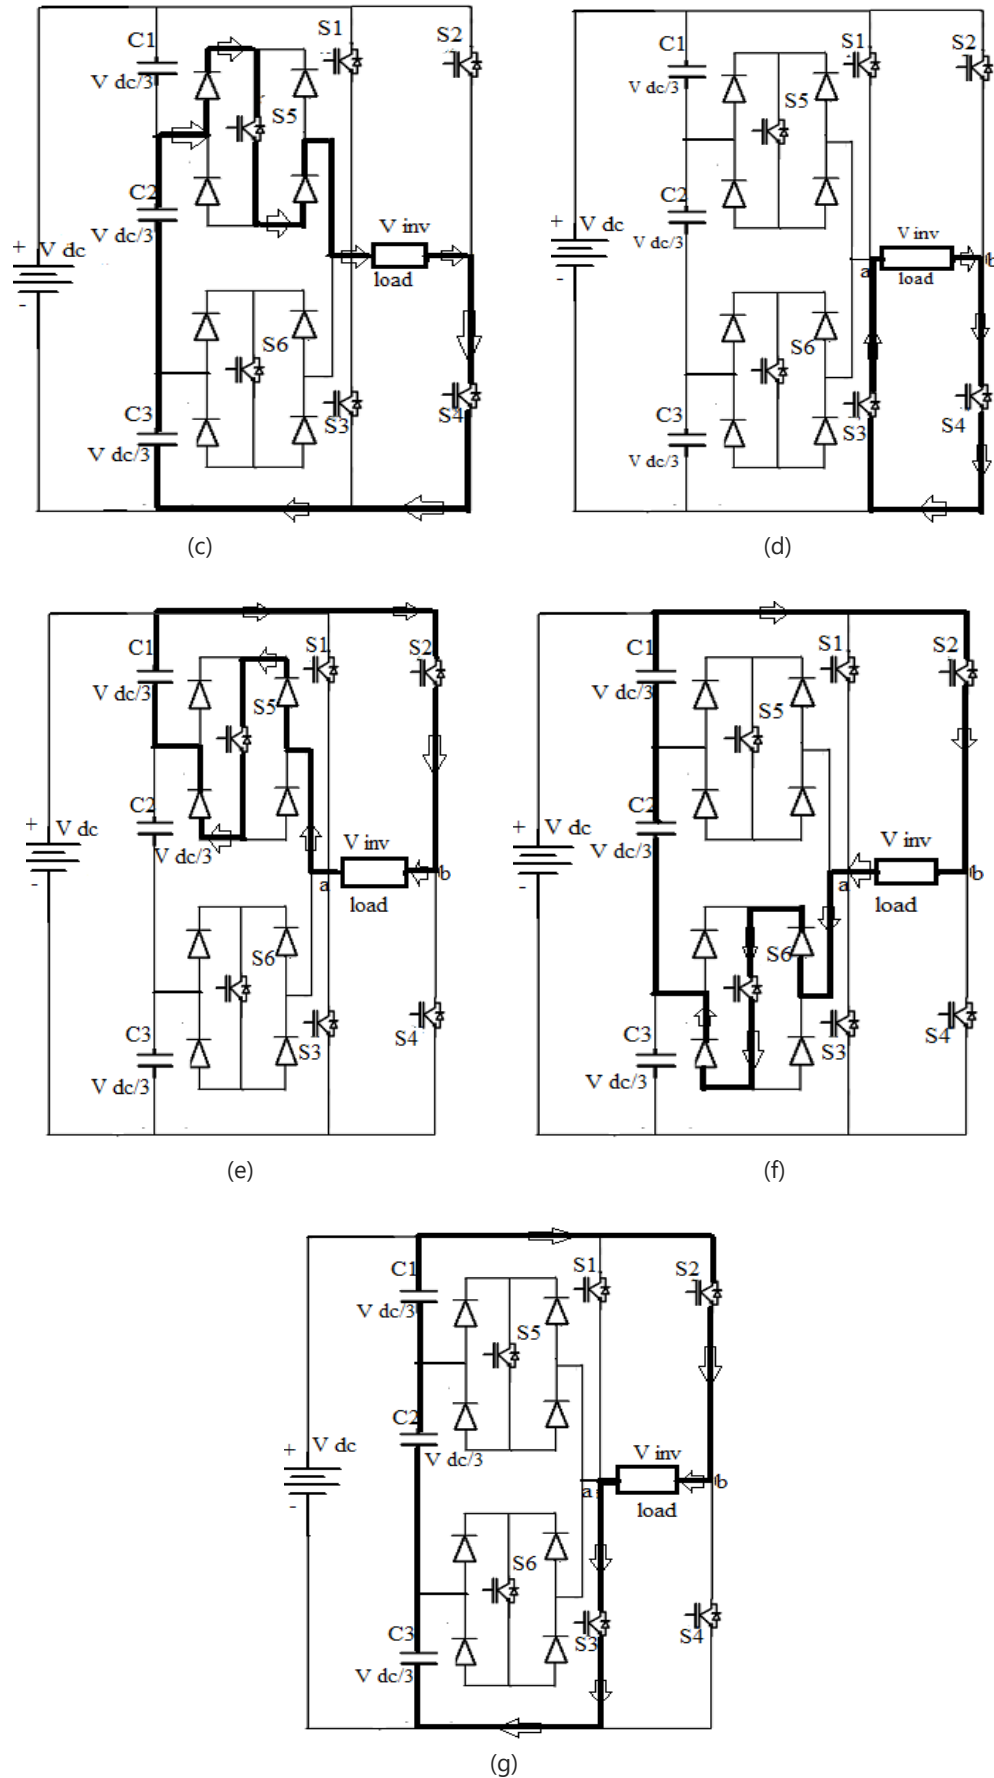 S1
S2
C1
V dc/3
S5
C2
V dc/3
+ V dc
-
V inv
load
S6
C3
V dc/3
S3
S4
(c)
S1
S2
C1
V dc/3
S5
C2
V dc/3
+ V dc
-
V inv
a
b
load
S6
C3
V dc/3
S3
S4
(d)
C1
S1
S2
V dc/3
S5
C2
+
V dc
V dc/3
-
V inv
a
b
load
S6
C3
S3
S4
V dc/3
(e)
C1
S1
S2
V dc/3
S5
C2
+
V dc
V dc/3
-
V inv
a
b
load
S6
C3
S3
S4
V dc/3
(f)
C1
S1
S2
V dc/3
S5
C2
+
V dc
V dc/3
-
V inv
a
b
load
S6
C3
S3
S4
V dc/3
(g)